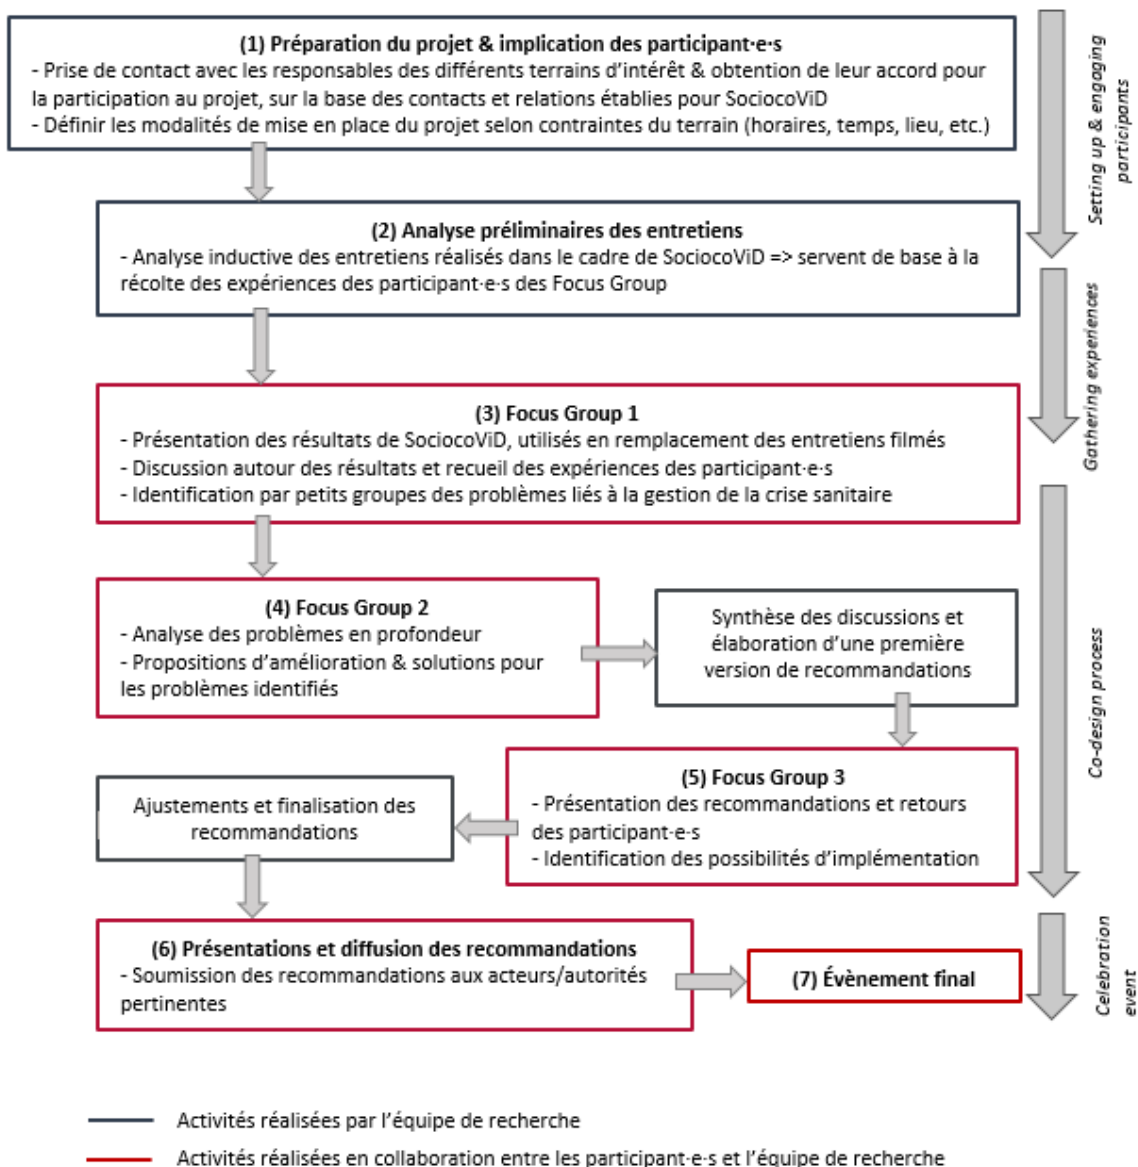 (1) Préparation du projet & implication des participant·e·s
- Prise de contact avec les responsables des différents terrains d'intérêt & obtention de leur accord pour
la participation au projet, sur la base des contacts et relations établies pour SociocoViD
- Définir les modalités de mise en place du projet selon contraintes du terrain (horaires, temps, lieu, etc.)
Setting up & engaging
participants
(2) Analyse préliminaires des entretiens
- Analyse inductive des entretiens réalisés dans le cadre de SociocoViD => servent de base à la
récolte des expériences des participant·e·s des Focus Group
Gathering experiences
(3) Focus Group 1
- Présentation des résultats de SociocoViD, utilisés en remplacement des entretiens filmés
- Discussion autour des résultats et recueil des expériences des participant·e·s
- Identification par petits groupes des problèmes liés à la gestion de la crise sanitaire
(4) Focus Group 2
- Analyse des problèmes en profondeur
- Propositions d'amélioration & solutions pour
les problèmes identifiés
Synthèse des discussions et
élaboration d'une première
version de recommandations
Co-design process
(5) Focus Group 3
- Présentation des recommandations et retours
des participant·e·s
- Identification des possibilités d'implémentation
Ajustements et finalisation des
recommandations
(6) Présentations et diffusion des recommandations
- Soumission des recommandations aux acteurs/autorités
pertinentes
(7) Évènement final
Celebration
event
Activités réalisées par l'équipe de recherche
Activités réalisées en collaboration entre les participant·e·s et l'équipe de recherche